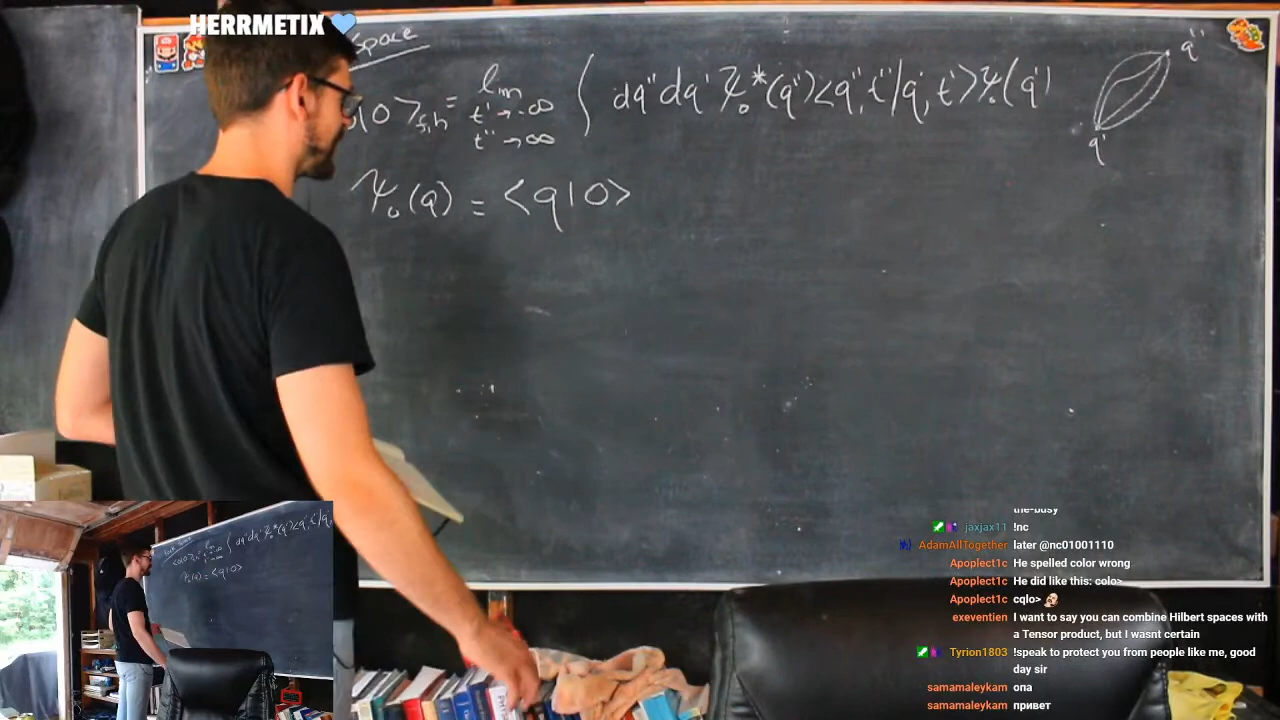 HERRMETIX
Space
|0>f,h = lim t'→-∞ t''→∞ ∫ dq'' dq' ψ₀*(q'')<q'',t''|q',t'>ψ₀(q')
q''
q'
ψ₀(q) = <q|0>
the-busy
jaxjax11 !nc
AdamAllTogether later @nc01001110
Apoplect1c He spelled color wrong
Apoplect1c He did like this: colo>
Apoplect1c cqlo>
exeventien I want to say you can combine Hilbert spaces with
a Tensor product, but I wasnt certain
Tyrion1803 !speak to protect you from people like me, good
day sir
samamaleykam опа
samamaleykam привет